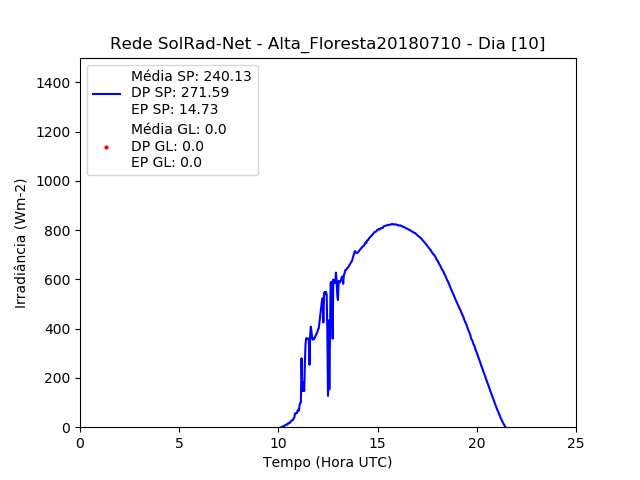 Rede SolRad-Net - Alta_Floresta20180710 - Dia [10]
Média SP: 240.13
DP SP: 271.59
EP SP: 14.73
Média GL: 0.0
DP GL: 0.0
EP GL: 0.0
1400
1200
1000
800
600
400
200
0
Irradiância (Wm-2)
0 5 10 15 20 25
Tempo (Hora UTC)